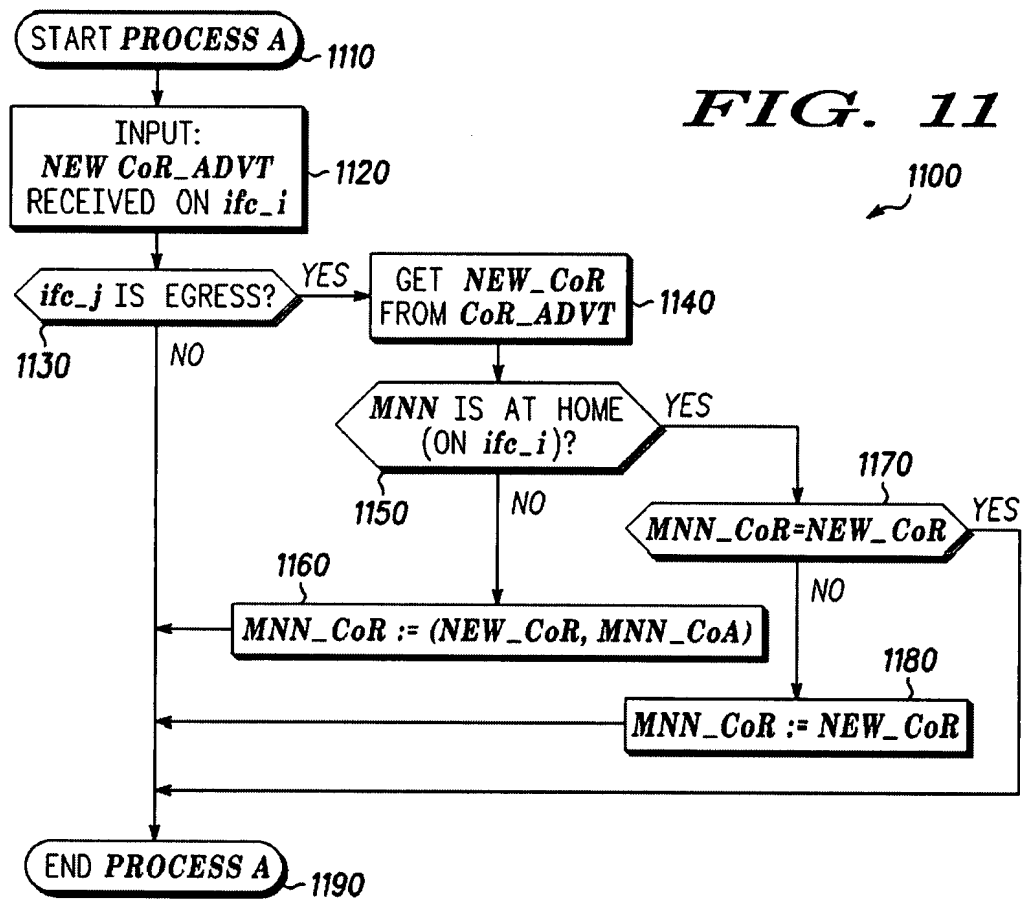 START PROCESS A
1110
FIG. 11
1100
INPUT:
NEW CoR_ADVT
RECEIVED ON ifc_i
1120
ifc_j IS EGRESS?
YES
1130
NO
GET NEW_CoR
FROM CoR_ADVT
1140
MNN IS AT HOME
(ON ifc_i)?
YES
1150
NO
1170
MNN_CoR=NEW_CoR
YES
NO
1160
MNN_CoR := (NEW_CoR, MNN_CoA)
1180
MNN_CoR := NEW_CoR
END PROCESS A
1190